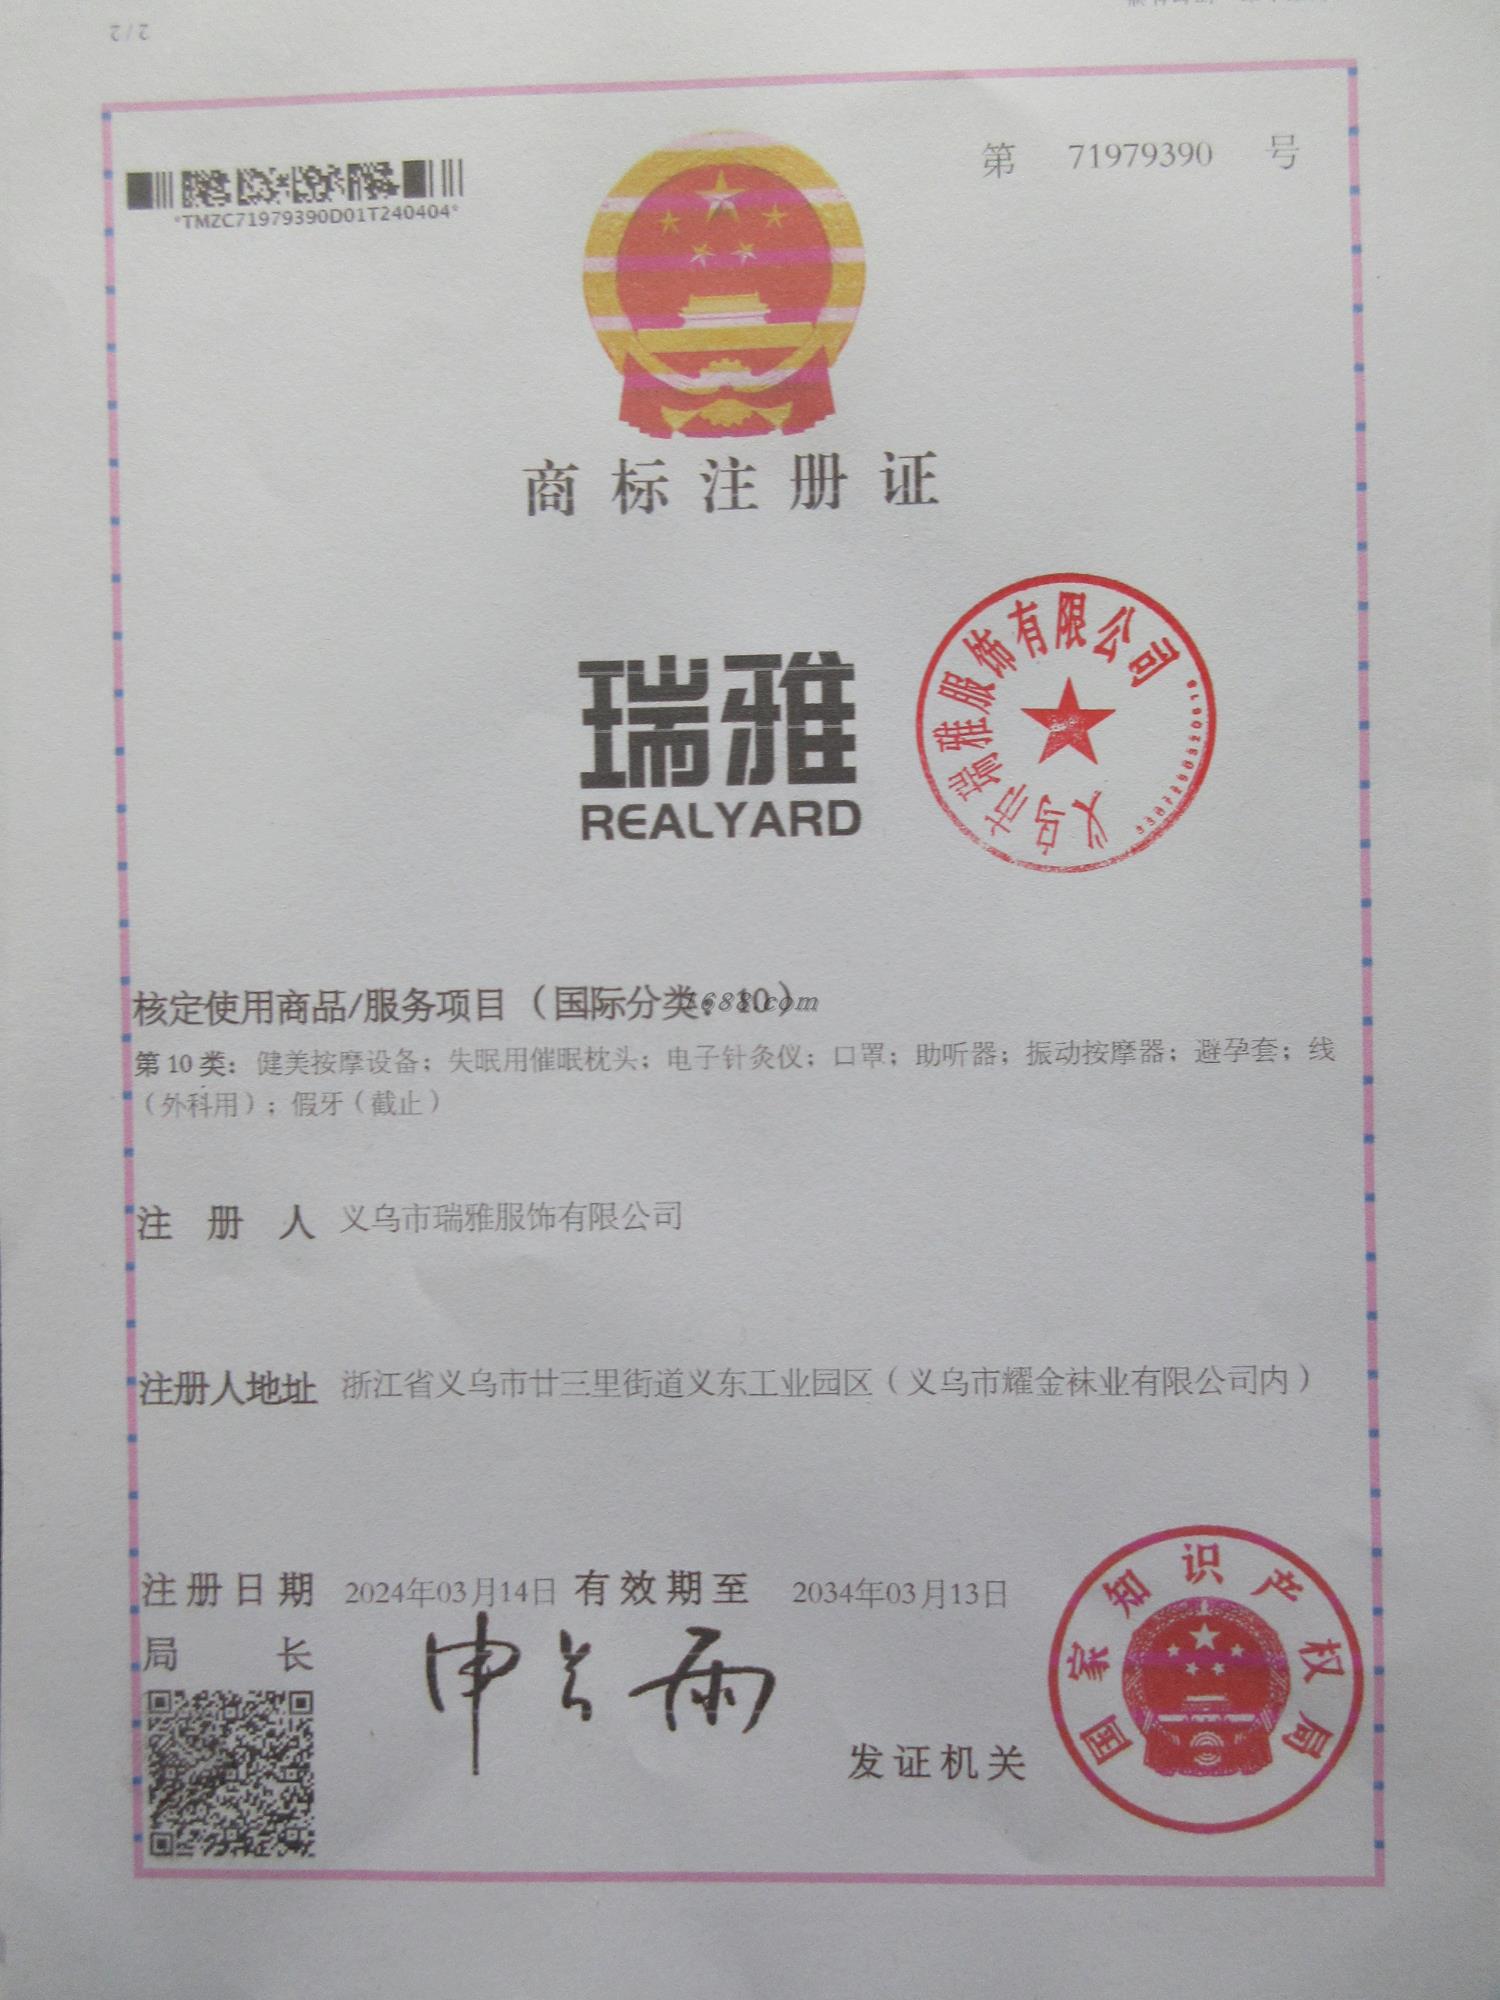 第 71979390 号
*TMZC71979390D01T240404*
商标注册证
瑞雅
REALYARD
义乌市瑞雅服饰有限公司
核定使用商品/服务项目（国际分类：10）
1688.com
第10类：健美按摩设备；失眠用催眠枕头；电子针灸仪；口罩；助听器；振动按摩器；避孕套；线
（外科用）；假牙（截止）
注册人 义乌市瑞雅服饰有限公司
注册人地址 浙江省义乌市廿三里街道义东工业园区（义乌市耀金袜业有限公司内）
注册日期 2024年03月14日 有效期至 2034年03月13日
局长 申长雨
发证机关
国家知识产权局
2/2